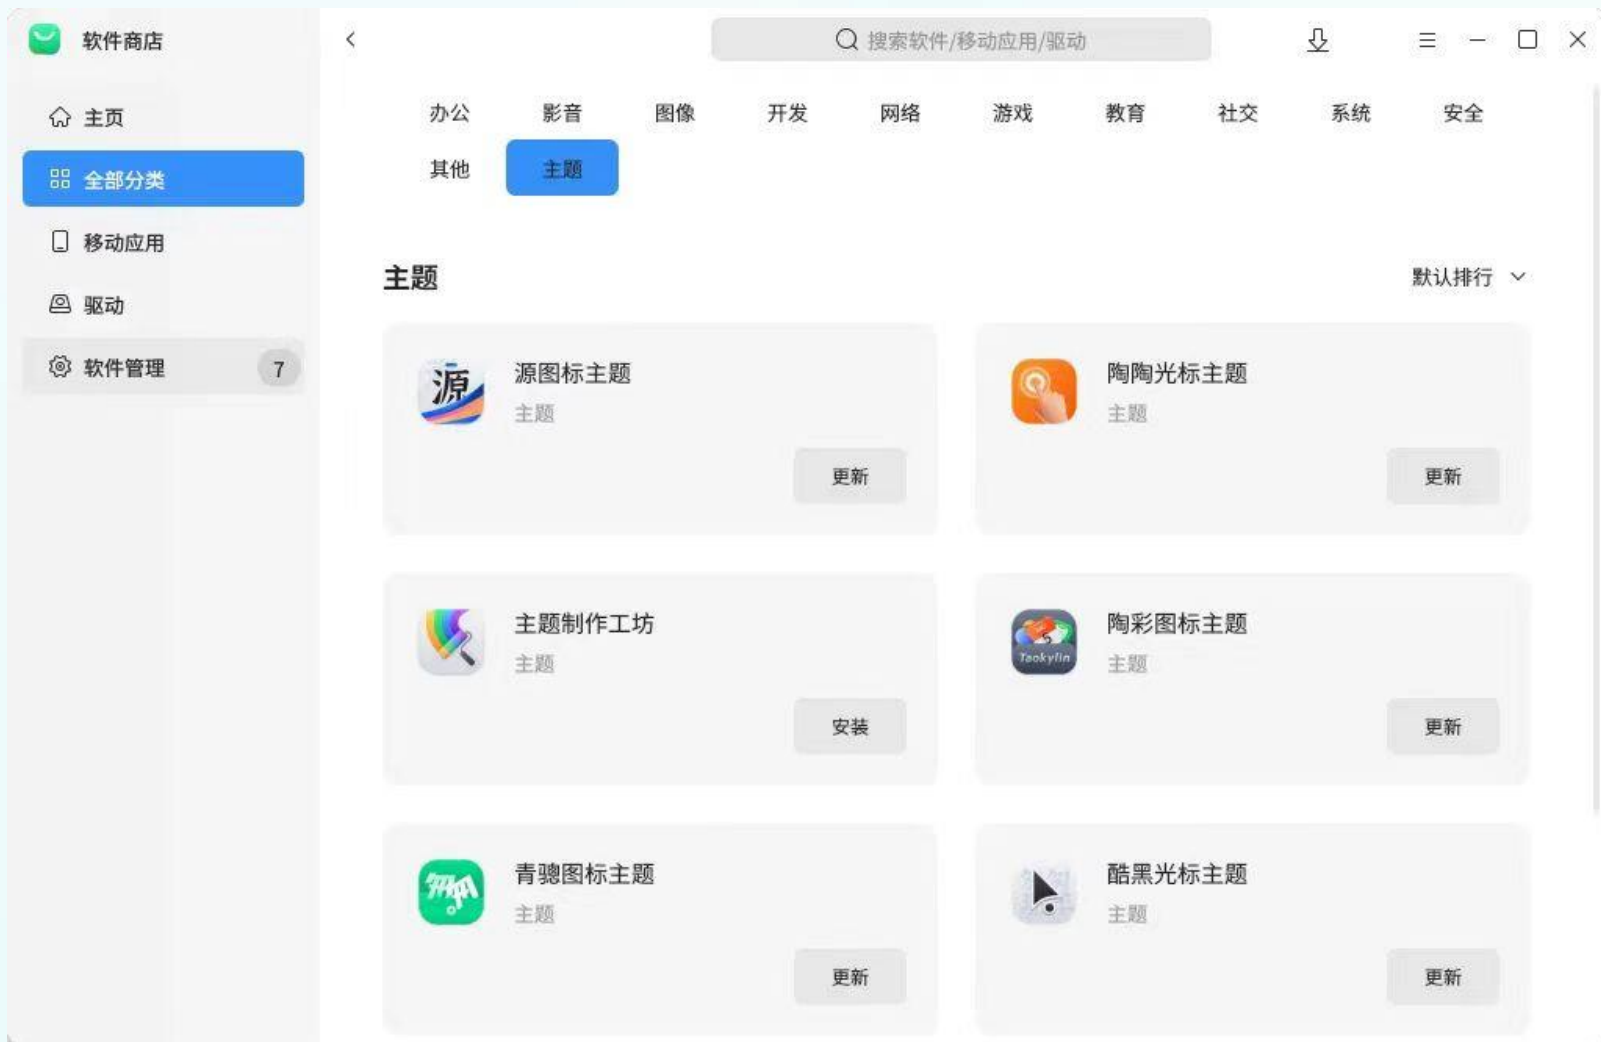 软件商店
搜索软件/移动应用/驱动
主页
全部分类
移动应用
驱动
软件管理 7
办公 影音 图像 开发 网络 游戏 教育 社交 系统 安全
其他 主题
主题
默认排行
源图标主题
主题
更新
源
陶陶光标主题
主题
更新
主题制作工坊
主题
安装
陶彩图标主题
主题
更新
Taokylin
青骢图标主题
主题
更新
酷黑光标主题
主题
更新